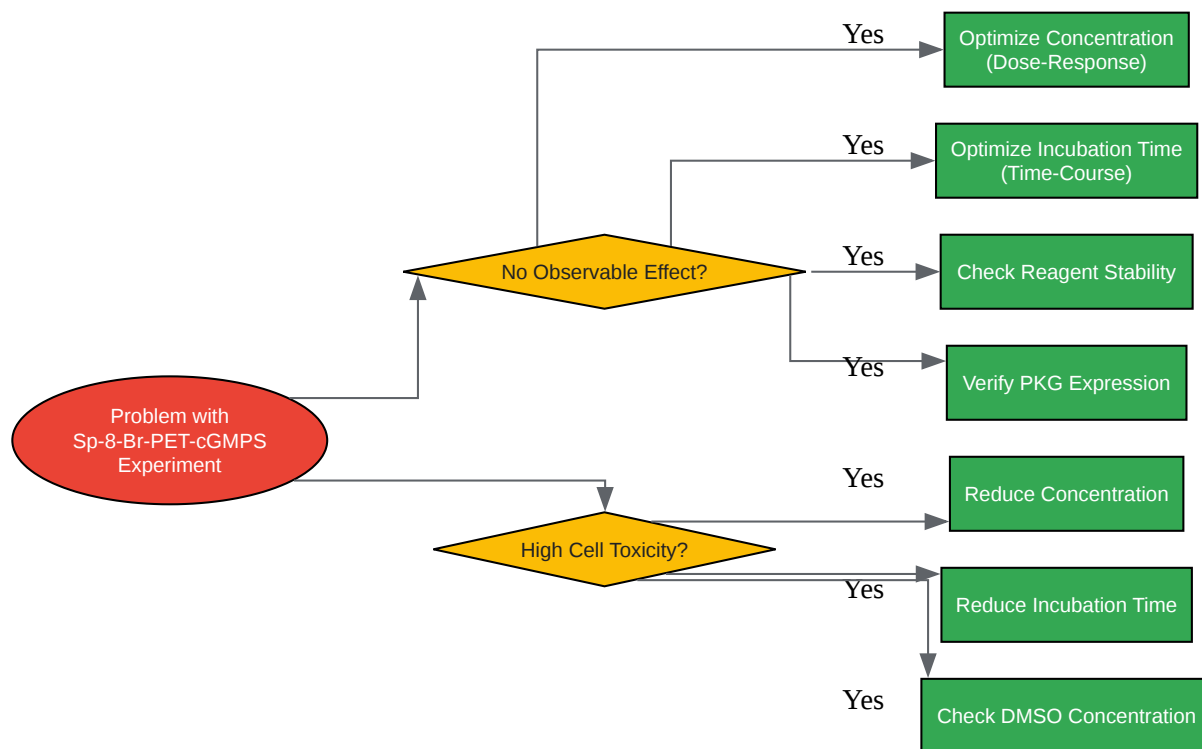 Yes
Optimize Concentration
(Dose-Response)
Yes
Optimize Incubation Time
(Time-Course)
No Observable Effect?
Yes
Check Reagent Stability
Yes
Verify PKG Expression
Problem with
Sp-8-Br-PET-cGMPS
Experiment
Yes
Reduce Concentration
High Cell Toxicity?
Yes
Reduce Incubation Time
Yes
Check DMSO Concentration